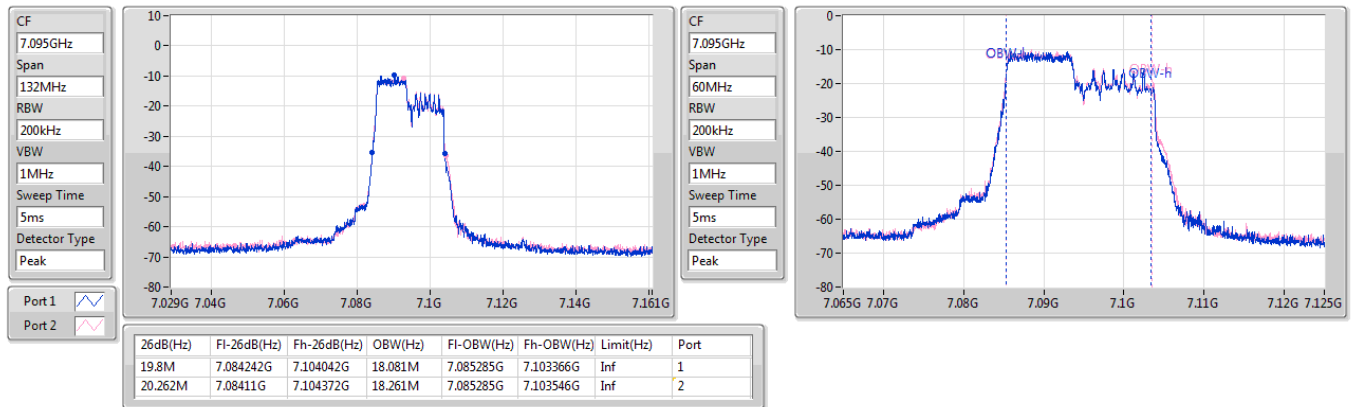 CF
7.095GHz
Span
132MHz
RBW
200kHz
VBW
1MHz
Sweep Time
5ms
Detector Type
Peak
Port 1
Port 2
10
0
-10
-20
-30
-40
-50
-60
-70
-80
7.029G 7.04G 7.06G 7.08G 7.1G 7.12G 7.14G 7.161G
CF
7.095GHz
Span
60MHz
RBW
200kHz
VBW
1MHz
Sweep Time
5ms
Detector Type
Peak
0
-10
-20
-30
-40
-50
-60
-70
-80
OBW-h
7.065G 7.07G 7.08G 7.09G 7.1G 7.11G 7.12G 7.125G
26dB(Hz) Fl-26dB(Hz) Fh-26dB(Hz) OBW(Hz) Fl-OBW(Hz) Fh-OBW(Hz) Limit(Hz) Port
19.8M 7.084242G 7.104042G 18.081M 7.085285G 7.103366G Inf 1
20.262M 7.08411G 7.104372G 18.261M 7.085285G 7.103546G Inf 2